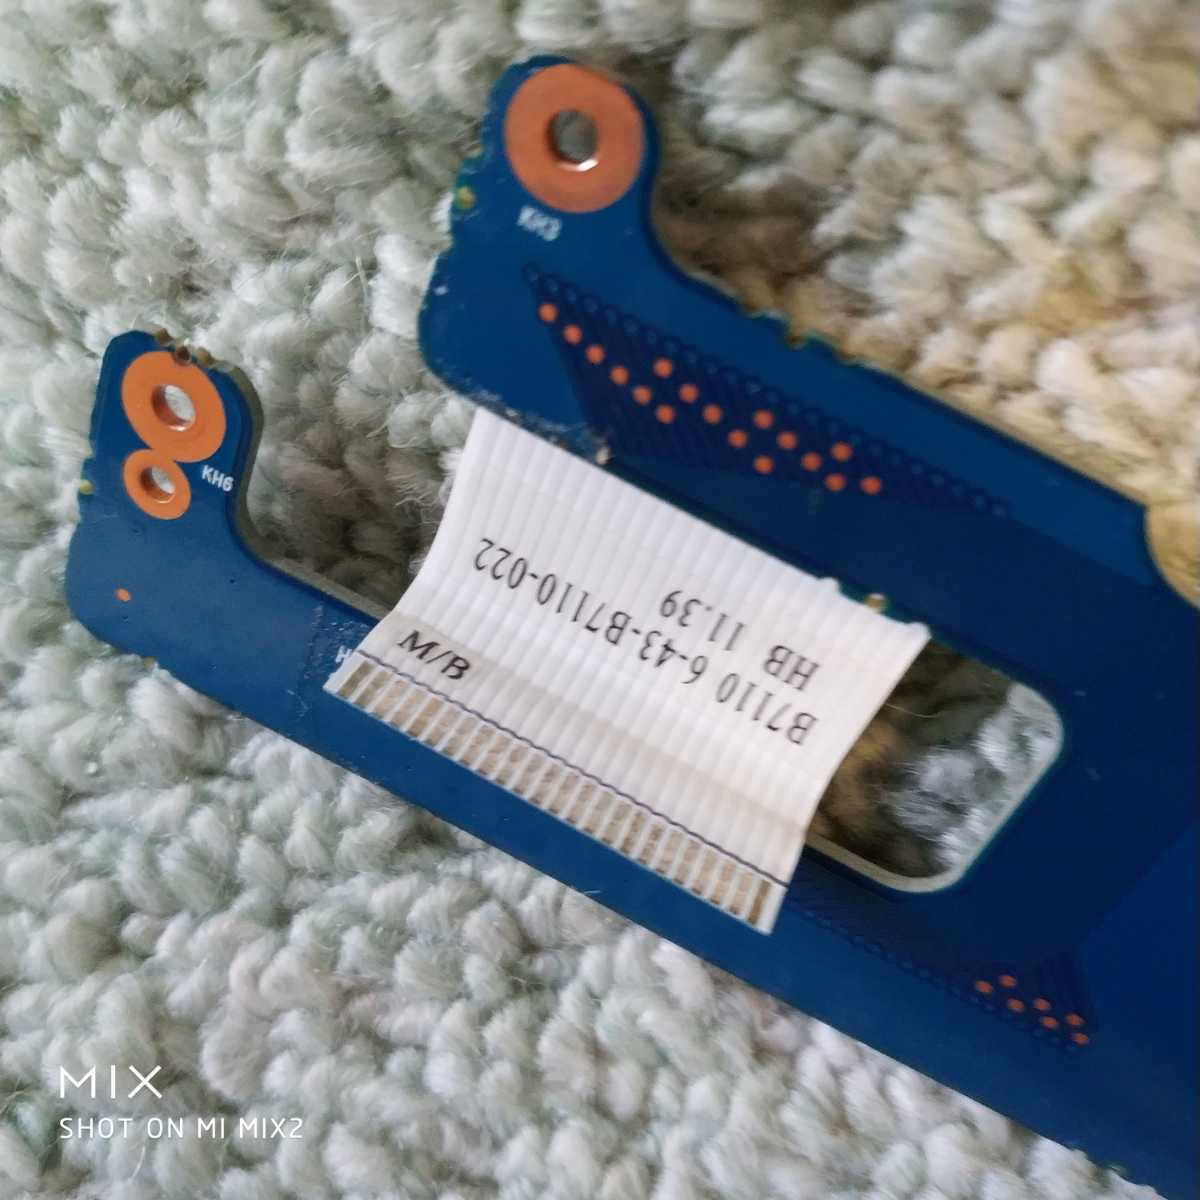 KH3
KH6
B7110 6-43-B7110-022
HB 11.39
M/B
MIX
SHOT ON MI MIX2